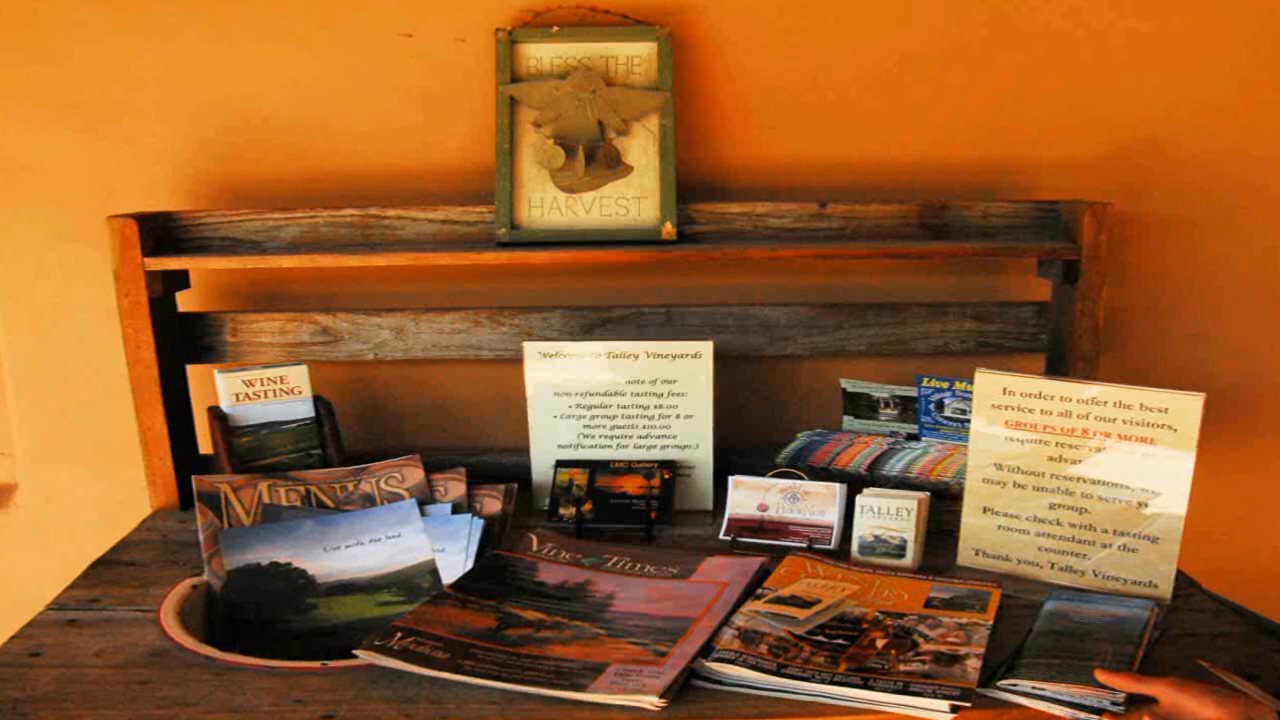 BLESS THE
HARVEST
Welcome to Talley Vineyards
note of our
non-refundable tasting fees:
• Regular tasting $8.00
• Large group tasting for 8 or
more guests $10.00
(We require advance
notification for large groups.)
WINE
TASTING
Live Mu
In order to offer the best
service to all of our visitors,
GROUPS OF 8 OR MORE
require
Without reservations,
may be unable to serve
group.
Please check with a tasting
room attendant at the
counter.
Thank you, Talley Vineyards
LMC Gallery
MENUS
Live with the land.
TALLEY
VINEYARDS
Vine Times